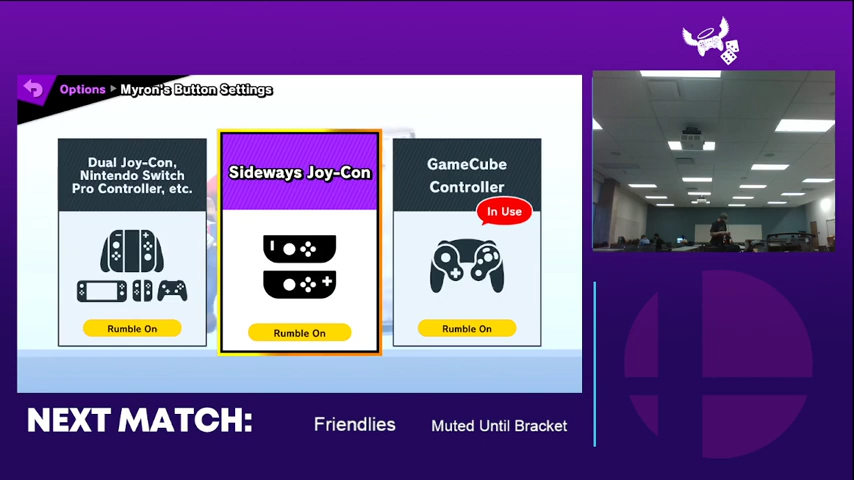 Options ▶ Myron's Button Settings
Dual Joy-Con,
Nintendo Switch
Pro Controller, etc.
Rumble On
Sideways Joy-Con
Rumble On
GameCube
Controller
In Use
Rumble On
NEXT MATCH:
Friendlies
Muted Until Bracket